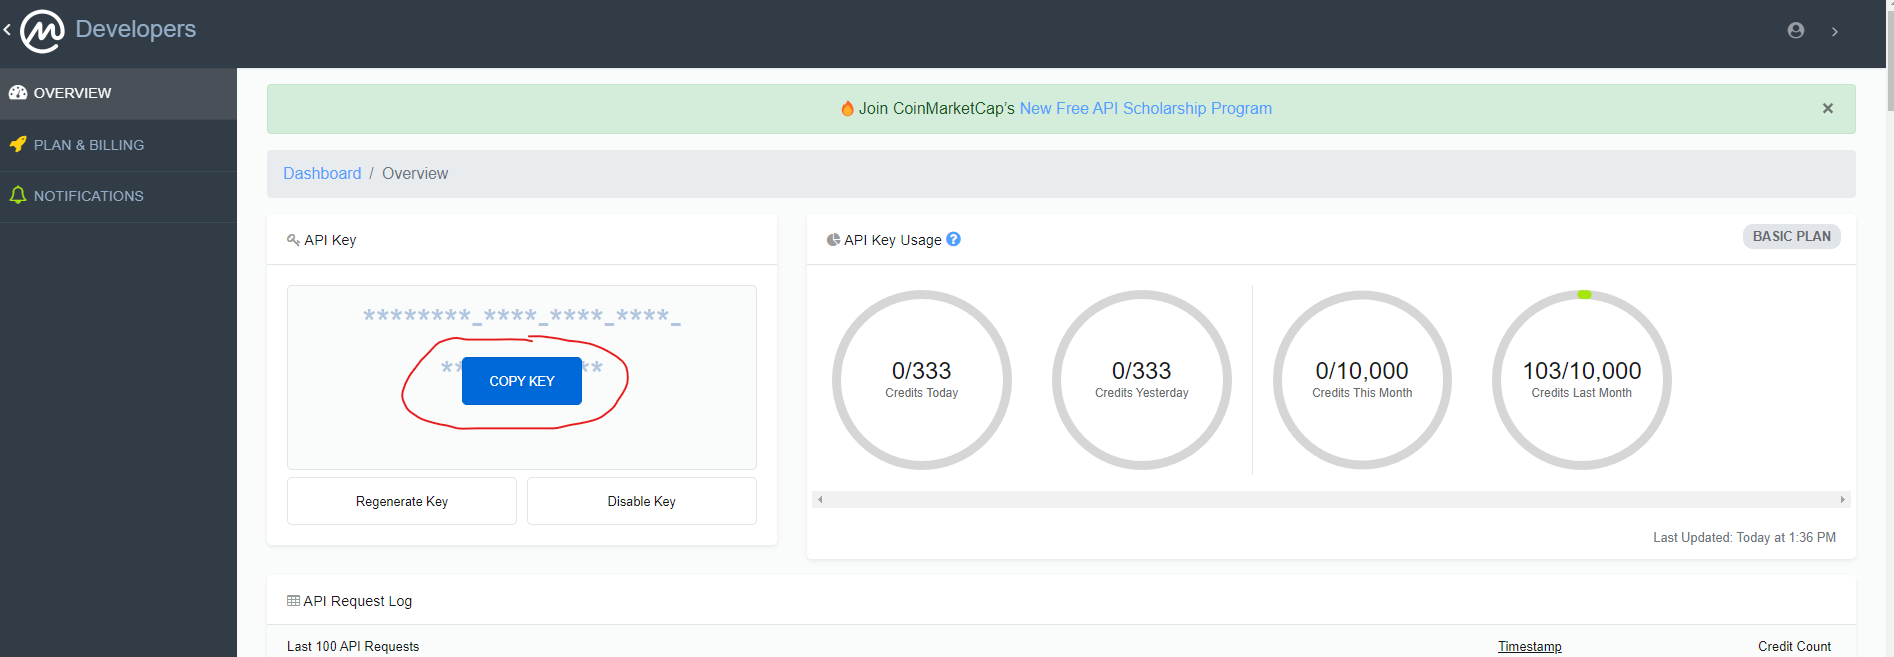 Developers
OVERVIEW
PLAN & BILLING
NOTIFICATIONS
Join CoinMarketCap's New Free API Scholarship Program ×
Dashboard / Overview
API Key
********_****_****_****_
** **
COPY KEY
Regenerate Key
Disable Key
API Key Usage ?
BASIC PLAN
0/333
Credits Today
0/333
Credits Yesterday
0/10,000
Credits This Month
103/10,000
Credits Last Month
Last Updated: Today at 1:36 PM
API Request Log
Last 100 API Requests
Timestamp
Credit Count